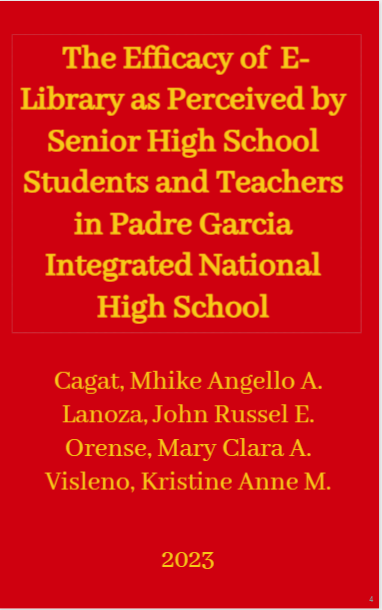 The Efficacy of E-
Library as Perceived by
Senior High School
Students and Teachers
in Padre Garcia
Integrated National
High School
Cagat, Mhike Angello A.
Lanoza, John Russel E.
Orense, Mary Clara A.
Visleno, Kristine Anne M.
2023
4